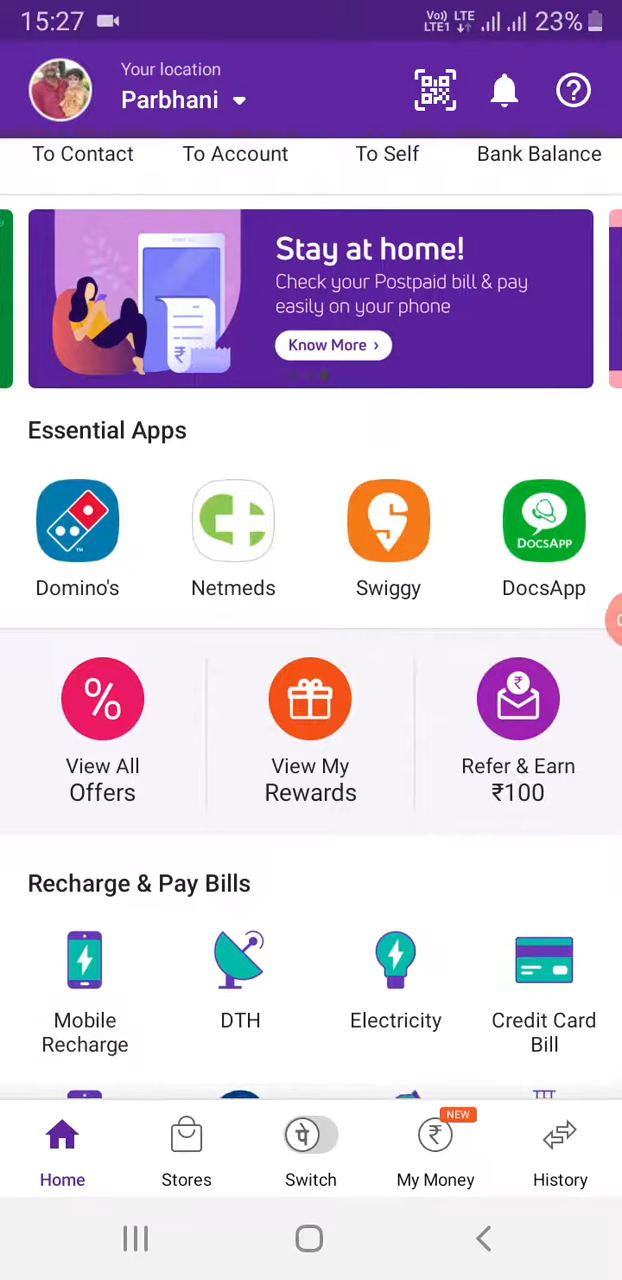 15:27
Vo)) LTE
LTE1
23%
Your location
Parbhani
To Contact To Account To Self Bank Balance
Stay at home!
Check your Postpaid bill & pay
easily on your phone
Know More ›
Essential Apps
DOCSAPP
Domino's Netmeds Swiggy DocsApp
View All
Offers
View My
Rewards
Refer & Earn
₹100
Recharge & Pay Bills
Mobile
Recharge
DTH
Electricity
Credit Card
Bill
NEW
पे
Home Stores Switch My Money History